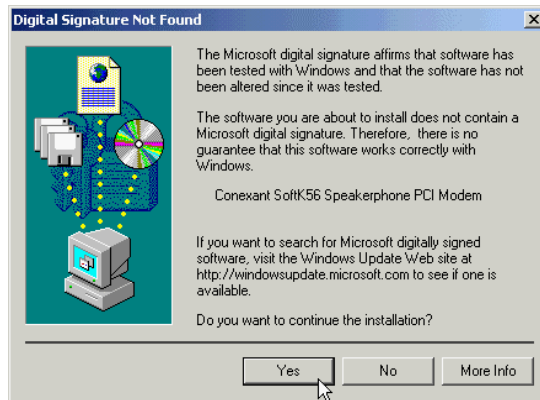 Digital Signature Not Found
The Microsoft digital signature affirms that software has
been tested with Windows and that the software has not
been altered since it was tested.
The software you are about to install does not contain a
Microsoft digital signature. Therefore, there is no
guarantee that this software works correctly with
Windows.
Conexant SoftK56 Speakerphone PCI Modem
If you want to search for Microsoft digitally signed
software, visit the Windows Update Web site at
http://windowsupdate.microsoft.com to see if one is
available.
Do you want to continue the installation?
Yes No More Info